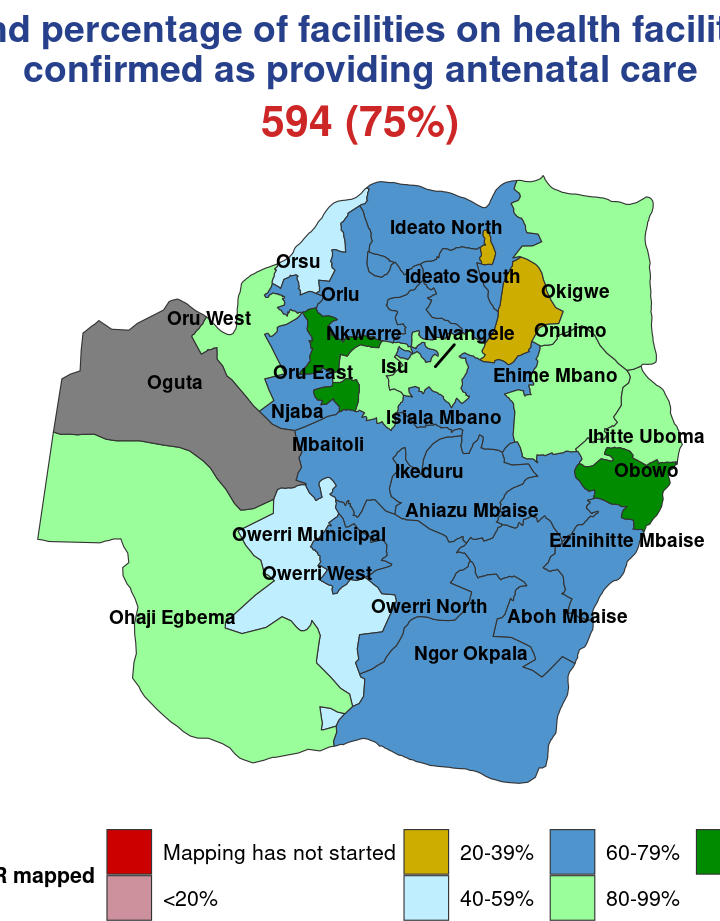 nd percentage of facilities on health facilit
confirmed as providing antenatal care
594 (75%)
Ideato North
Orsu
Ideato South
Orlu
Okigwe
Oru West
Nkwerre
Nwangele
Onuimo
Isu
Oru East
Ehime Mbano
Oguta
Njaba
Isiala Mbano
Mbaitoli
Ihitte Uboma
Ikeduru
Obowo
Ahiazu Mbaise
Owerri Municipal
Ezinihitte Mbaise
Owerri West
Owerri North
Ohaji Egbema
Aboh Mbaise
Ngor Okpala
R mapped
Mapping has not started
20-39%
60-79%
<20%
40-59%
80-99%